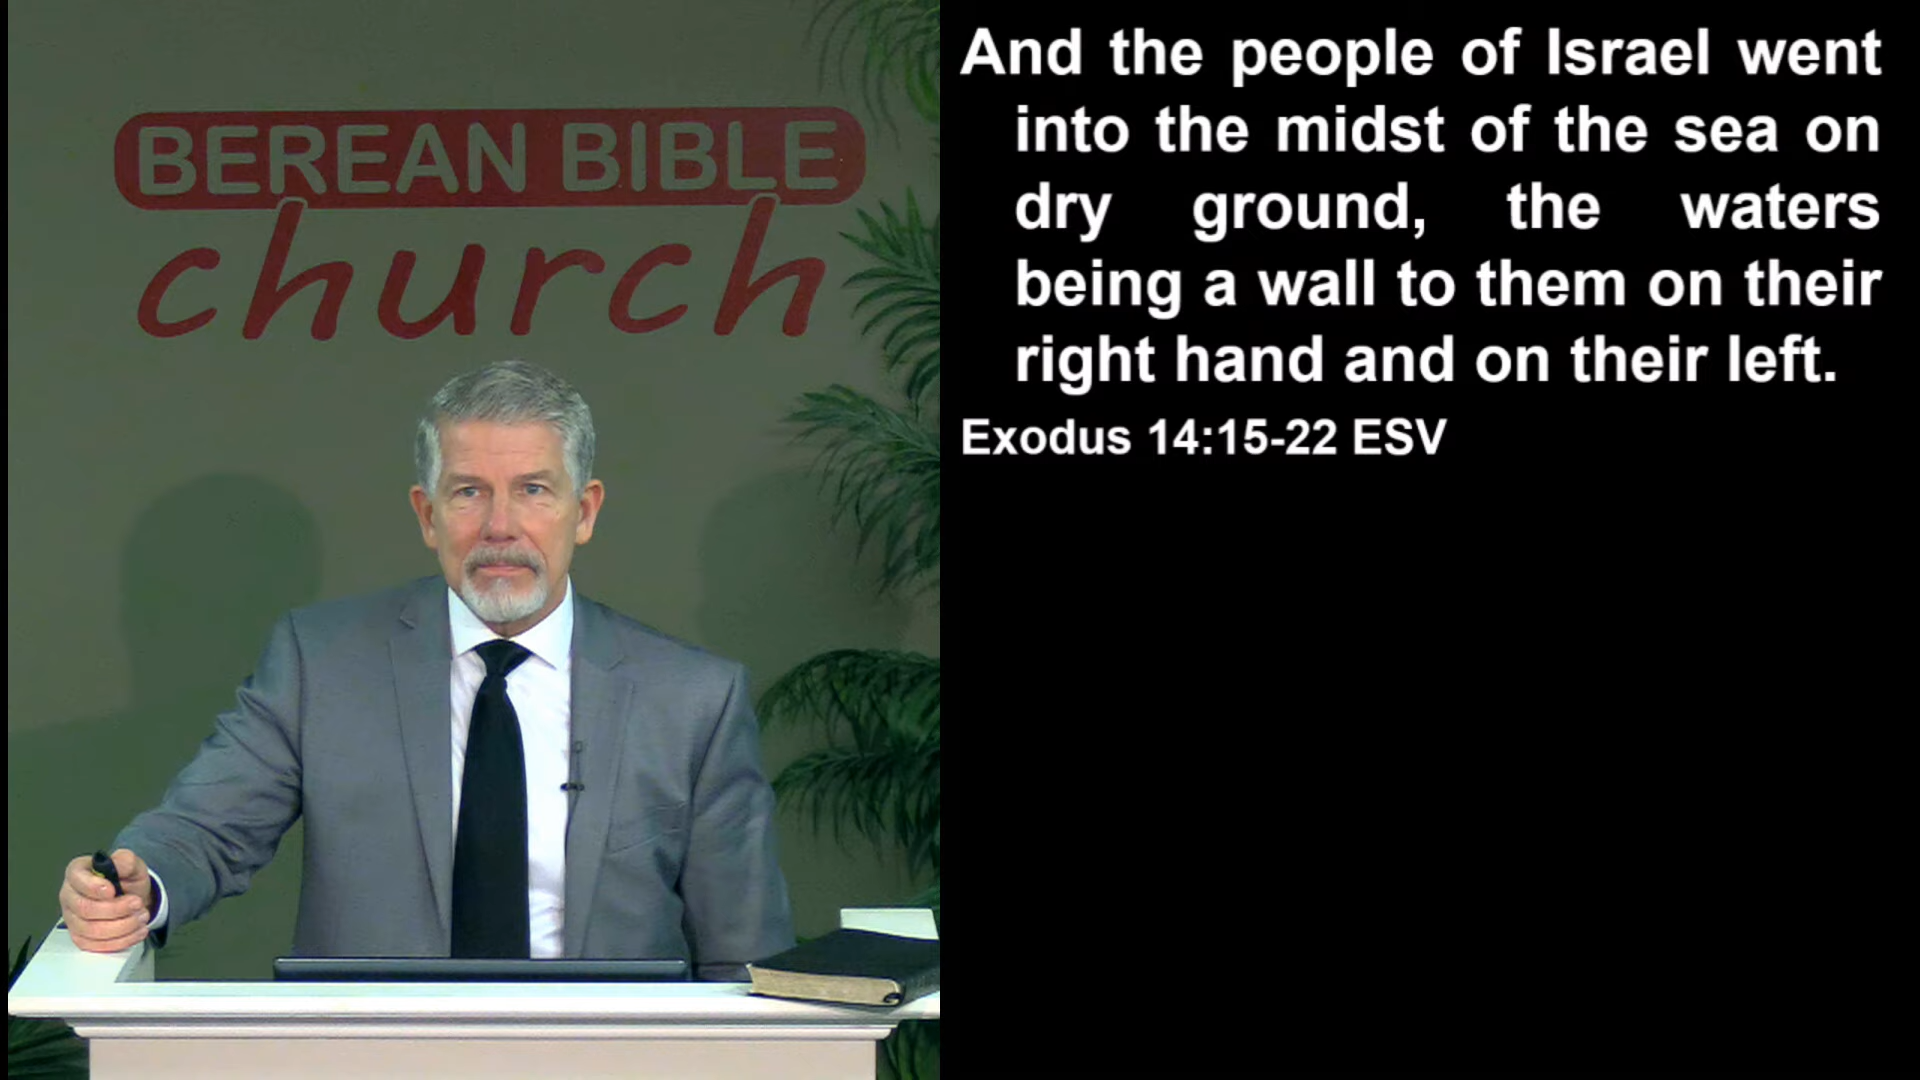 BEREAN BIBLE
church
And the people of Israel went
into the midst of the sea on
dry ground, the waters
being a wall to them on their
right hand and on their left.
Exodus 14:15-22 ESV